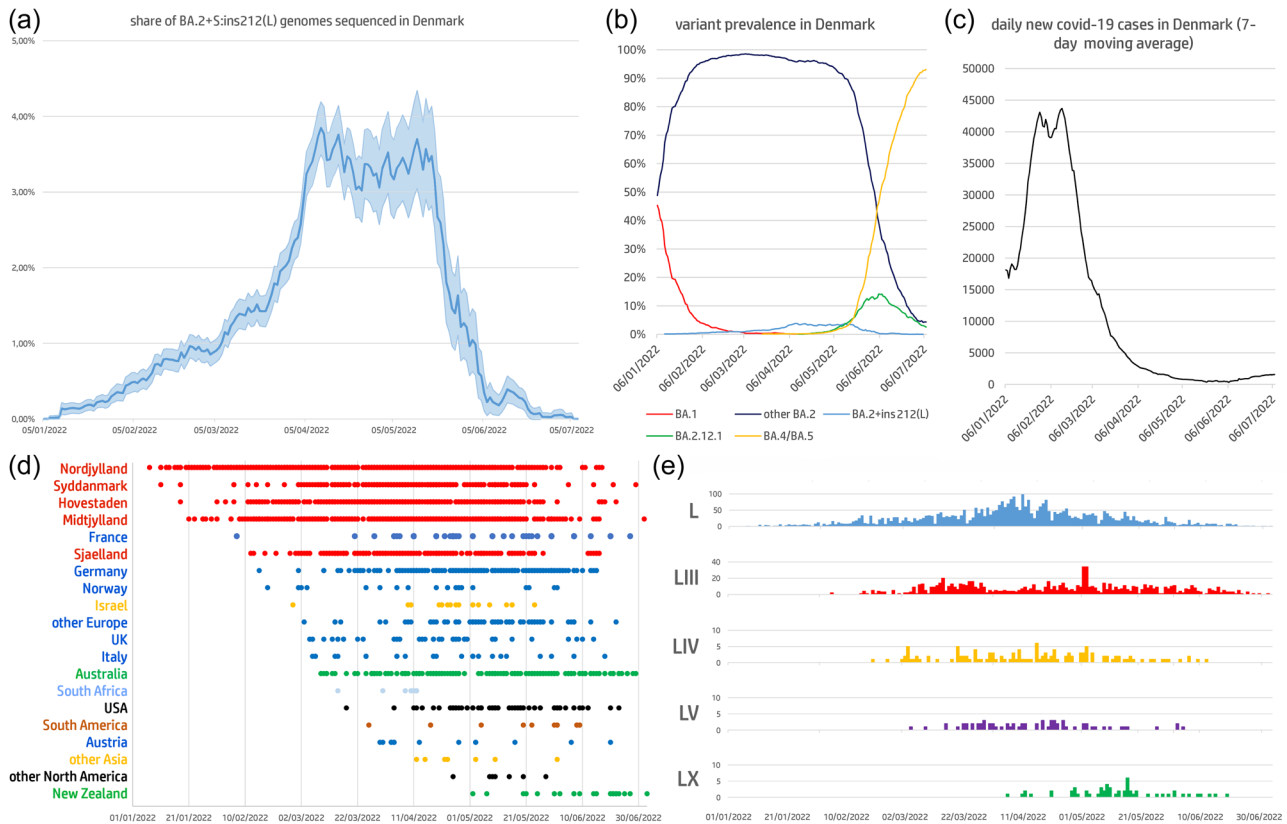 (a)
share of BA.2+S:ins212(L) genomes sequenced in Denmark
5,00%
4,00%
3,00%
2,00%
1,00%
0,00%
05/01/2022
05/02/2022
05/03/2022
05/04/2022
05/05/2022
05/06/2022
05/07/2022
(b)
variant prevalence in Denmark
100%
90%
80%
70%
60%
50%
40%
30%
20%
10%
0%
06/01/2022
06/02/2022
06/03/2022
06/04/2022
06/05/2022
06/06/2022
06/07/2022
BA.1
other BA.2
BA.2+ins212(L)
BA.2.12.1
BA.4/BA.5
(c)
daily new covid-19 cases in Denmark (7-
day moving average)
50000
45000
40000
35000
30000
25000
20000
15000
10000
5000
0
06/01/2022
06/02/2022
06/03/2022
06/04/2022
06/05/2022
06/06/2022
06/07/2022
(d)
Nordjylland
Syddanmark
Hovestaden
Midtjylland
France
Sjaelland
Germany
Norway
Israel
other Europe
UK
Italy
Australia
South Africa
USA
South America
Austria
other Asia
other North America
New Zealand
01/01/2022
21/01/2022
10/02/2022
02/03/2022
22/03/2022
11/04/2022
01/05/2022
21/05/2022
10/06/2022
30/06/2022
(e)
L
100
50
0
LIII
40
20
0
LIV
10
5
0
LV
10
5
0
LX
10
5
0
01/01/2022
21/01/2022
10/02/2022
02/03/2022
22/03/2022
11/04/2022
01/05/2022
21/05/2022
10/06/2022
30/06/2022